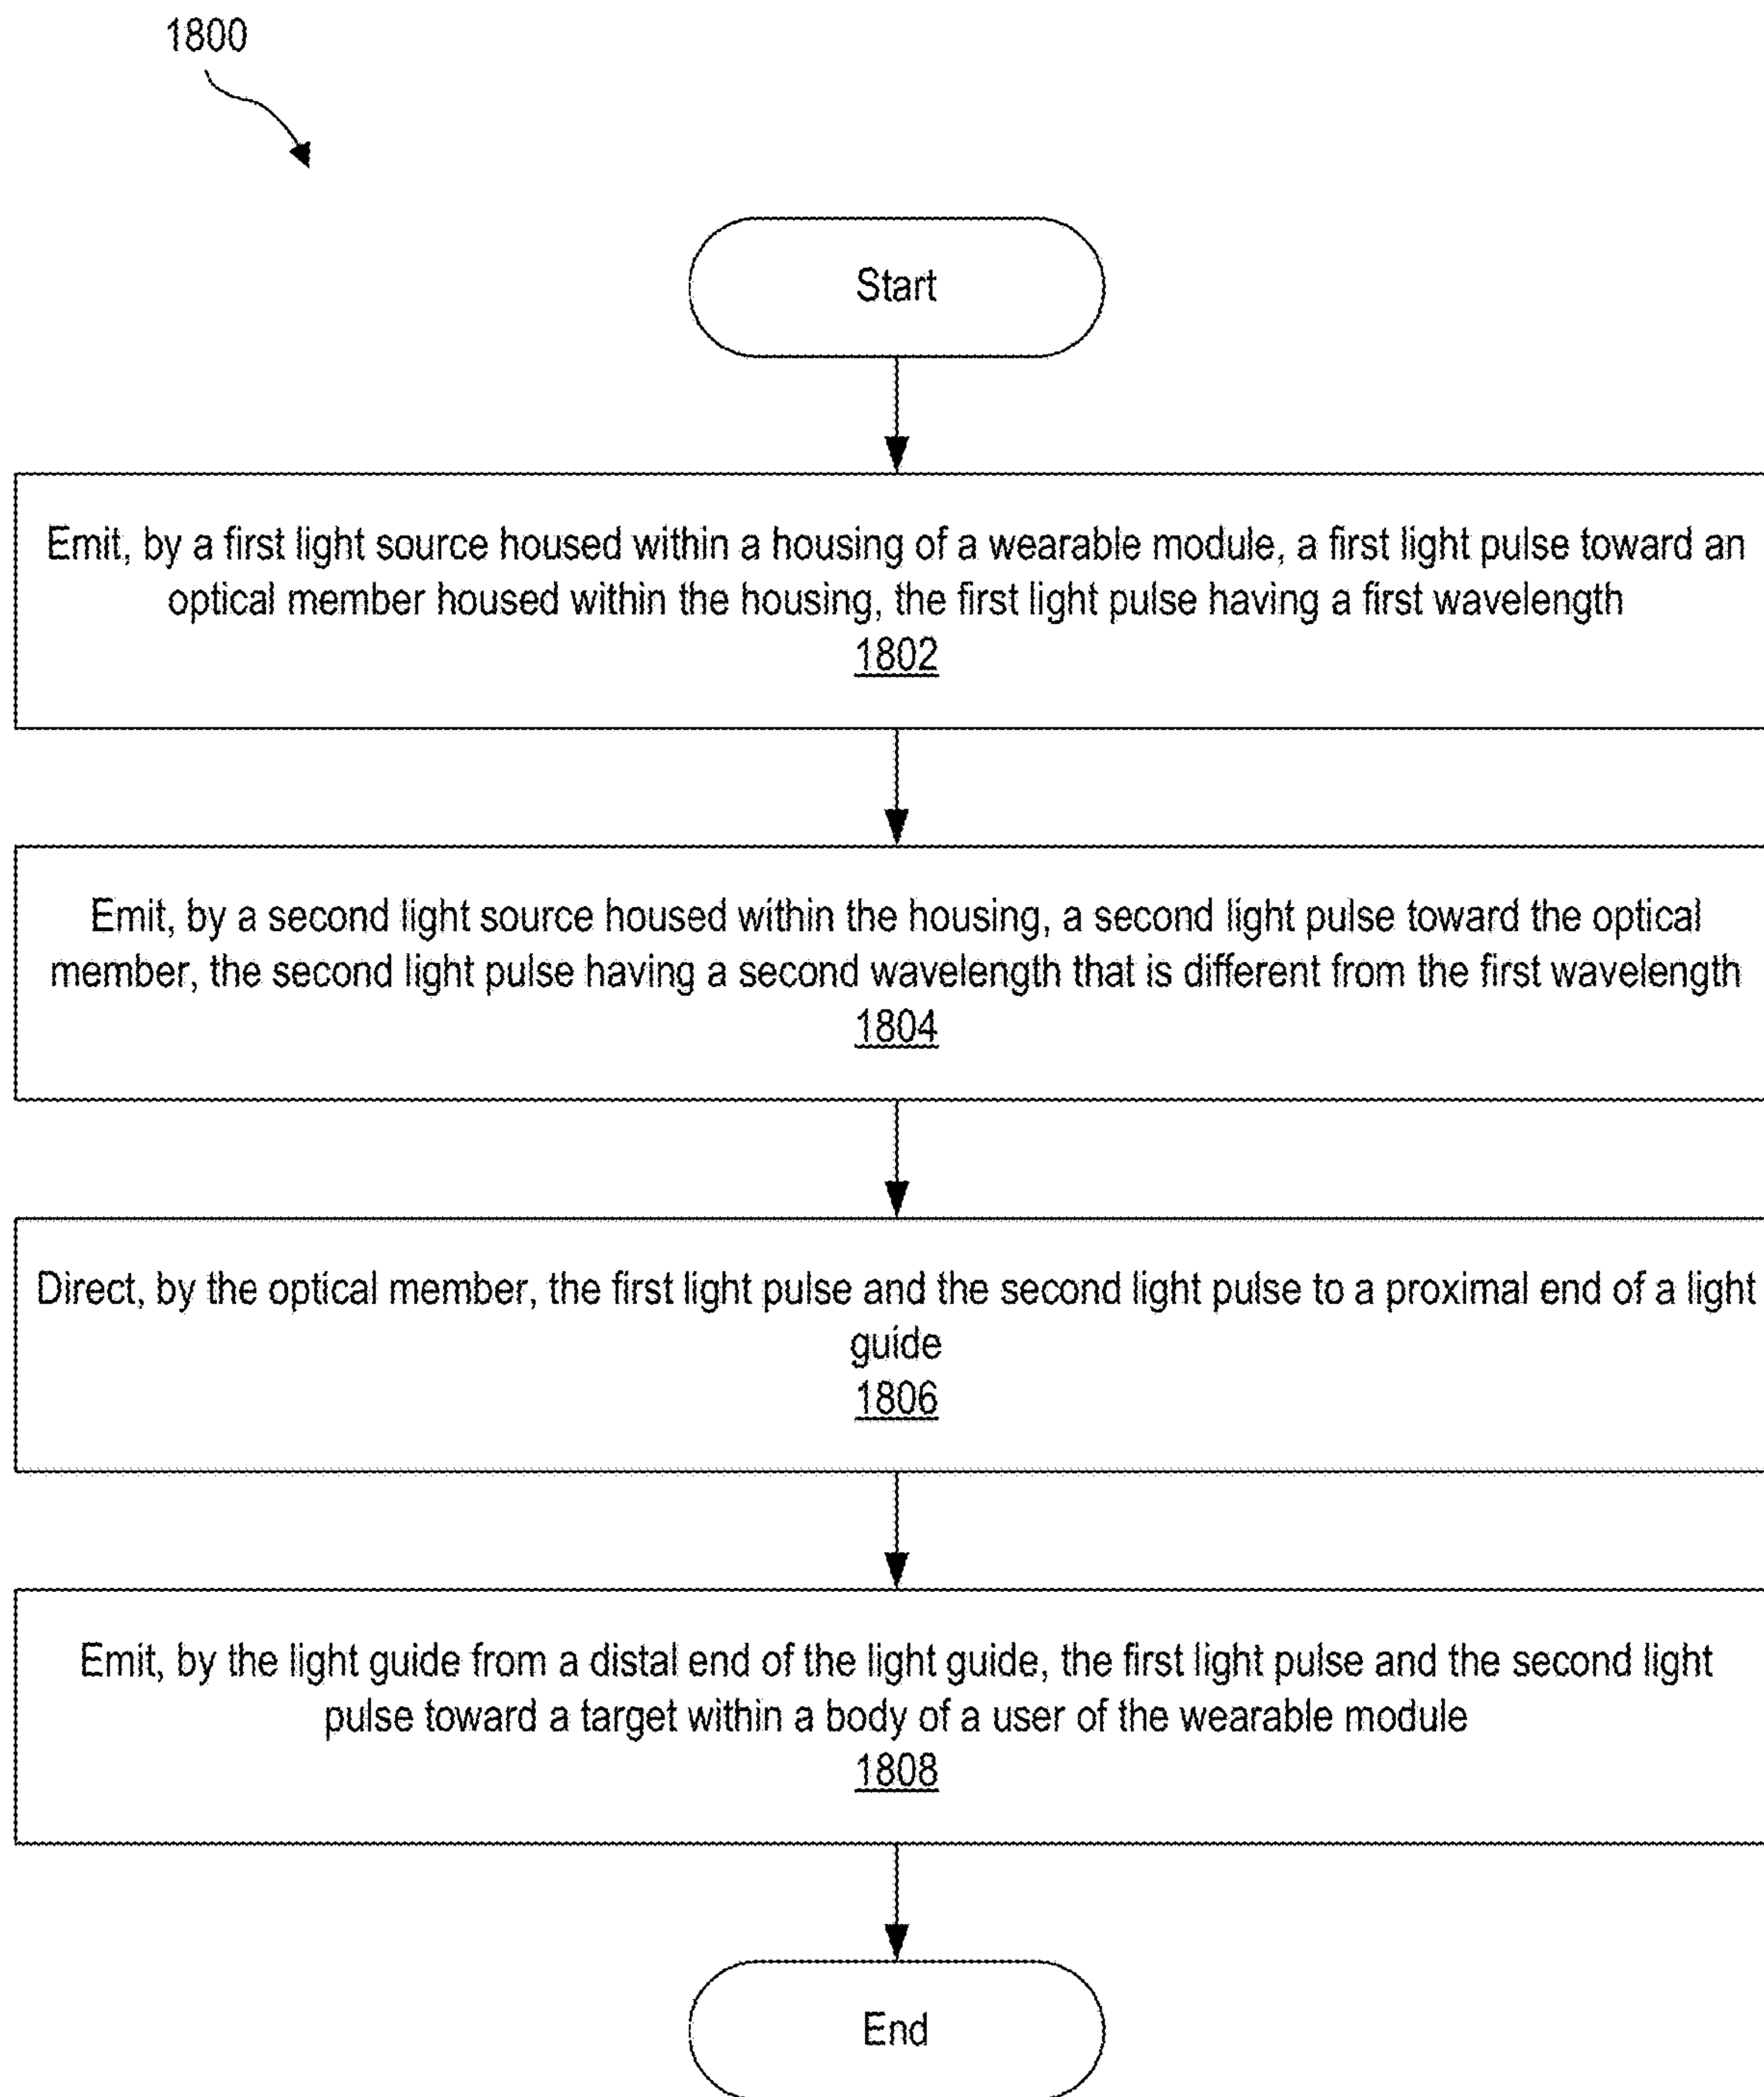 1800
Start
Emit, by a first light source housed within a housing of a wearable module, a first light pulse toward an
optical member housed within the housing, the first light pulse having a first wavelength
1802
Emit, by a second light source housed within the housing, a second light pulse toward the optical
member, the second light pulse having a second wavelength that is different from the first wavelength
1804
Direct, by the optical member, the first light pulse and the second light pulse to a proximal end of a light
guide
1806
Emit, by the light guide from a distal end of the light guide, the first light pulse and the second light
pulse toward a target within a body of a user of the wearable module
1808
End